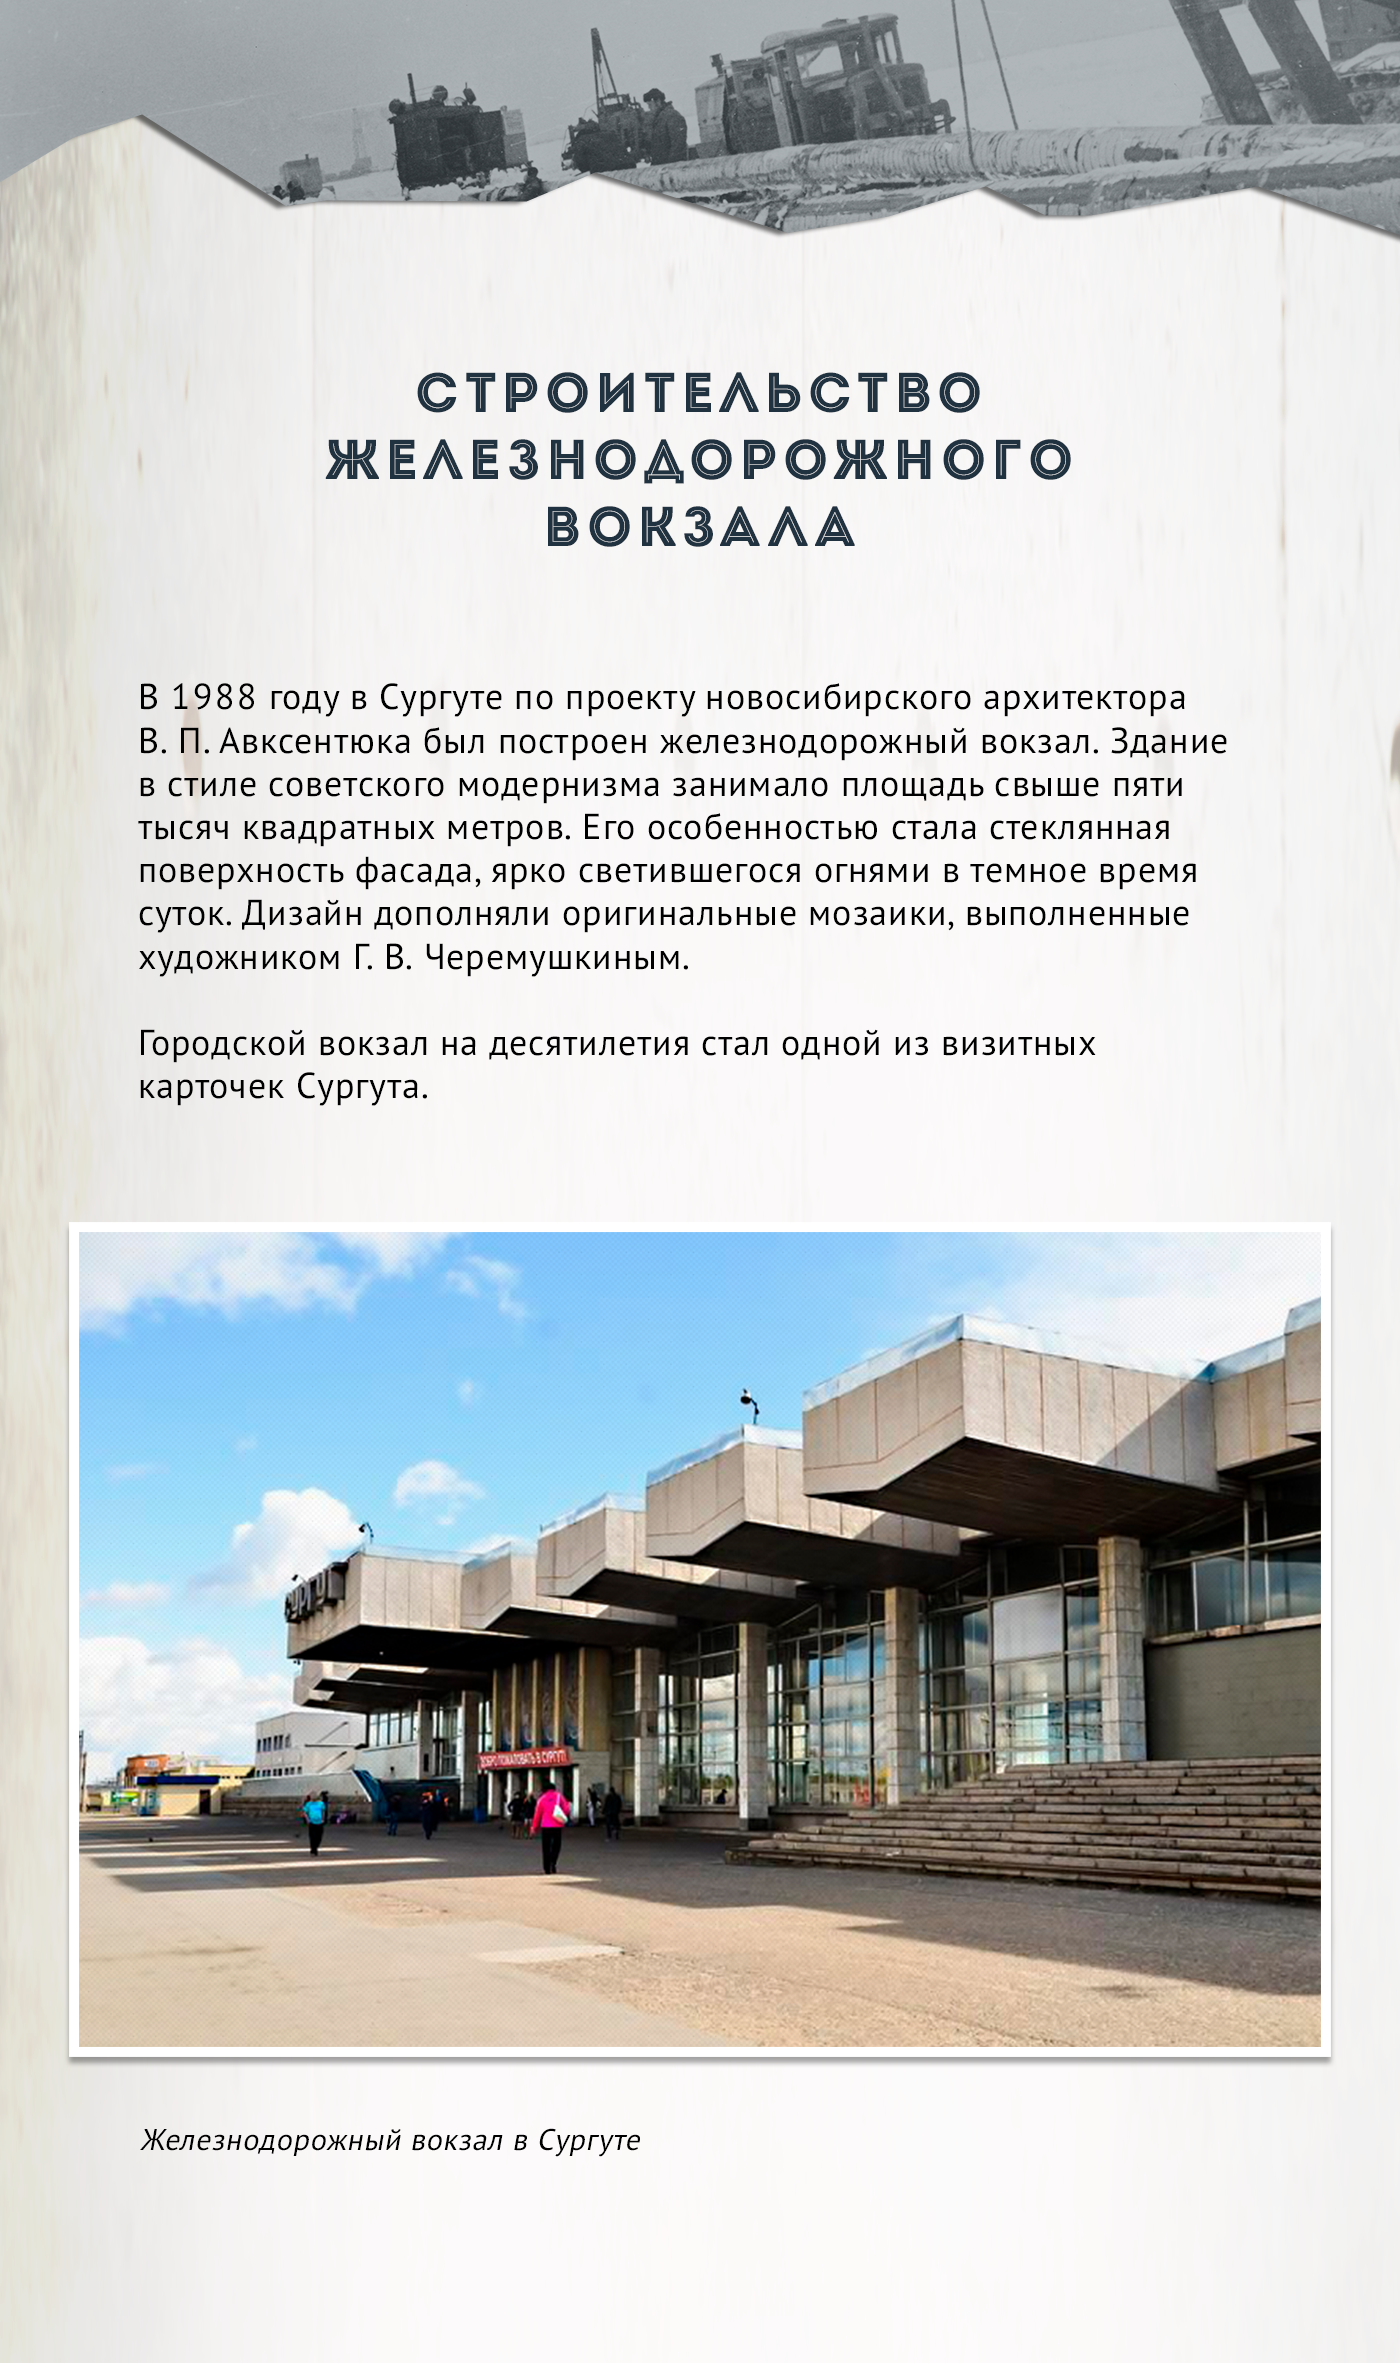 СТРОИТЕЛЬСТВО
ЖЕЛЕЗНОДОРОЖНОГО
ВОКЗАЛА
В 1988 году в Сургуте по проекту новосибирского архитектора
В. П. Авксентюка был построен железнодорожный вокзал. Здание
в стиле советского модернизма занимало площадь свыше пяти
тысяч квадратных метров. Его особенностью стала стеклянная
поверхность фасада, ярко светившегося огнями в темное время
суток. Дизайн дополняли оригинальные мозаики, выполненные
художником Г. В. Черемушкиным.
Городской вокзал на десятилетия стал одной из визитных
карточек Сургута.
СУРГУТ
ДОБРО ПОЖАЛОВАТЬ В СУРГУТ!
Железнодорожный вокзал в Сургуте